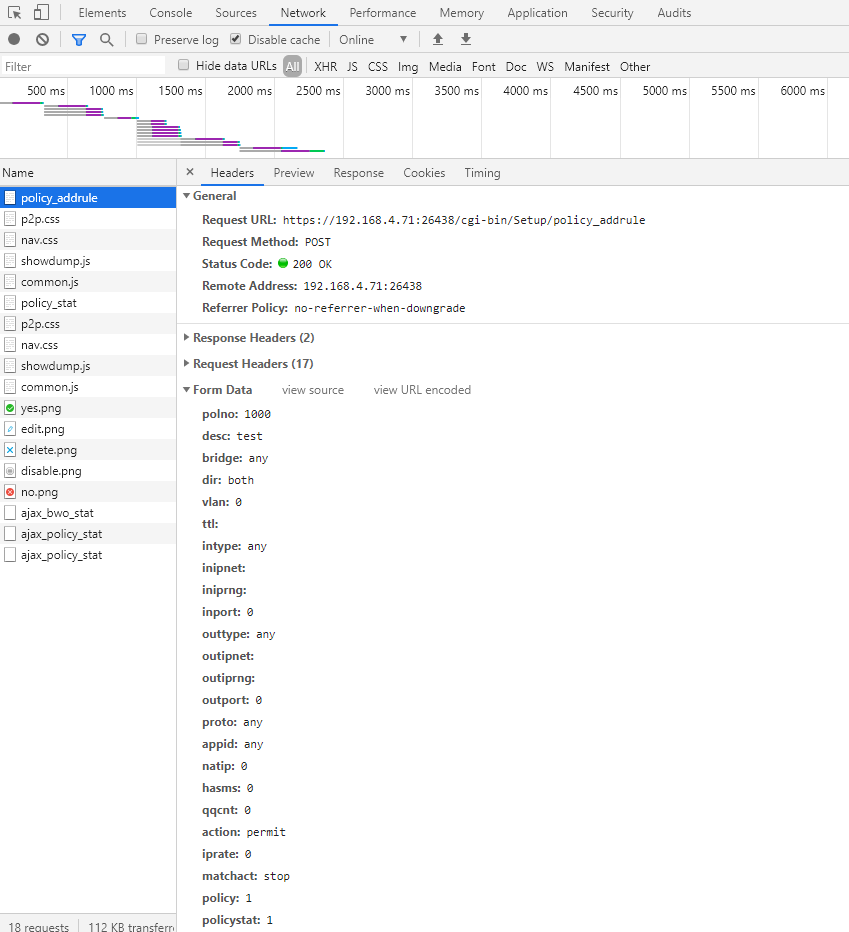 Elements Console Sources Network Performance Memory Application Security Audits
Preserve log Disable cache Online
Filter Hide data URLs All XHR JS CSS Img Media Font Doc WS Manifest Other
500 ms 1000 ms 1500 ms 2000 ms 2500 ms 3000 ms 3500 ms 4000 ms 4500 ms 5000 ms 5500 ms 6000 ms
Name
policy_addrule
p2p.css
nav.css
showdump.js
common.js
policy_stat
p2p.css
nav.css
showdump.js
common.js
yes.png
edit.png
delete.png
disable.png
no.png
ajax_bwo_stat
ajax_policy_stat
ajax_policy_stat
18 requests 112 KB transferre
× Headers Preview Response Cookies Timing
General
Request URL: https://192.168.4.71:26438/cgi-bin/Setup/policy_addrule
Request Method: POST
Status Code: 200 OK
Remote Address: 192.168.4.71:26438
Referrer Policy: no-referrer-when-downgrade
Response Headers (2)
Request Headers (17)
Form Data view source view URL encoded
polno: 1000
desc: test
bridge: any
dir: both
vlan: 0
ttl:
intype: any
inipnet:
iniprng:
inport: 0
outtype: any
outipnet:
outiprng:
outport: 0
proto: any
appid: any
natip: 0
hasms: 0
qqcnt: 0
action: permit
iprate: 0
matchact: stop
policy: 1
policystat: 1